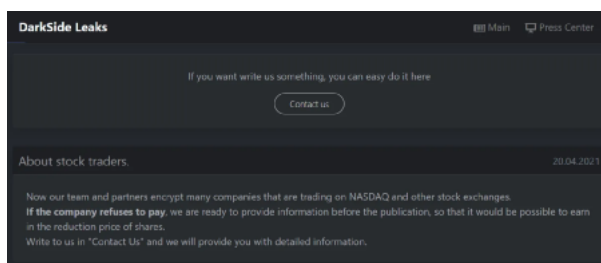 DarkSide Leaks
Main
Press Center
If you want write us something, you can easy do it here
Contact us
About stock traders.
20.04.2021
Now our team and partners encrypt many companies that are trading on NASDAQ and other stock exchanges.
If the company refuses to pay, we are ready to provide information before the publication, so that it would be possible to earn
in the reduction price of shares.
Write to us in "Contact Us" and we will provide you with detailed information.